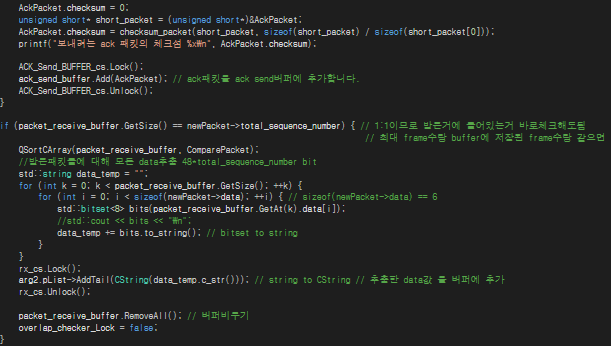 AckPacket.checksum = 0;
unsigned short* short_packet = (unsigned short*)&AckPacket;
AckPacket.checksum = checksum_packet(short_packet, sizeof(short_packet) / sizeof(short_packet[0]));
printf("보내려는 ack 패킷의 체크섬 %x\n", AckPacket.checksum);
ACK_Send_BUFFER_cs.Lock();
ack_send_buffer.Add(AckPacket); // ack패킷을 ack send버퍼에 추가합니다.
ACK_Send_BUFFER_cs.Unlock();
}
if (packet_receive_buffer.GetSize() == newPacket->total_sequence_number) { // 1:1이므로 받는거에 들어있는거 바로체크해도됨
// 최대 frame수랑 buffer에 저장된 frame수랑 같으면
QSortCArray(packet_receive_buffer, ComparePacket);
//받은패킷들에 대해 모든 data추출 48*total_sequence_number bit
std::string data_temp = "";
for (int k = 0; k < packet_receive_buffer.GetSize(); ++k) {
for (int i = 0; i < sizeof(newPacket->data); ++i) { // sizeof(newPacket->data) == 6
std::bitset<8> bits(packet_receive_buffer.GetAt(k).data[i]);
//std::cout << bits << "\n";
data_temp += bits.to_string(); // bitset to string
}
}
rx_cs.Lock();
arg2.pList->AddTail(CString(data_temp.c_str())); // string to CString // 추출한 data값 을 버퍼에 추가
rx_cs.Unlock();
packet_receive_buffer.RemoveAll(); // 버퍼비우기
overlap_checker_Lock = false;
}